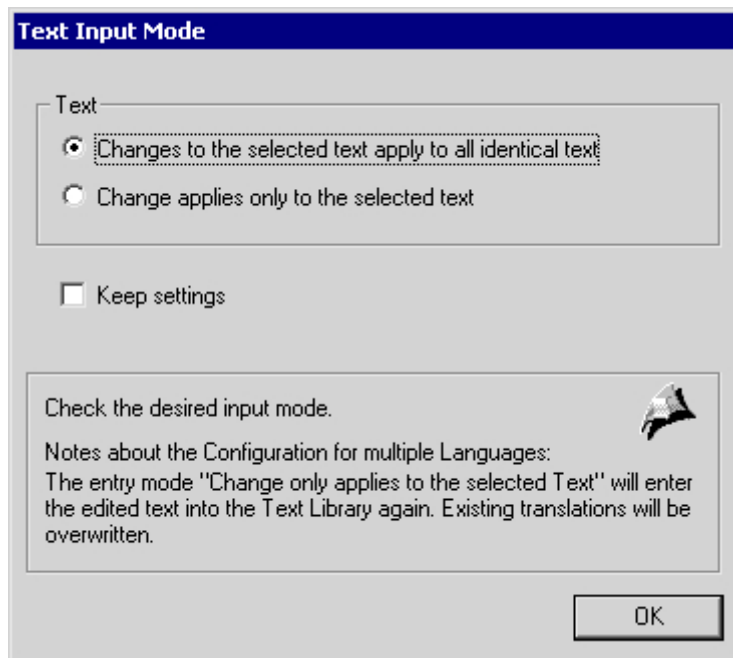 Text Input Mode
Text
Changes to the selected text apply to all identical text
Change applies only to the selected text
Keep settings
Check the desired input mode.
Notes about the Configuration for multiple Languages:
The entry mode "Change only applies to the selected Text" will enter
the edited text into the Text Library again. Existing translations will be
overwritten.
OK